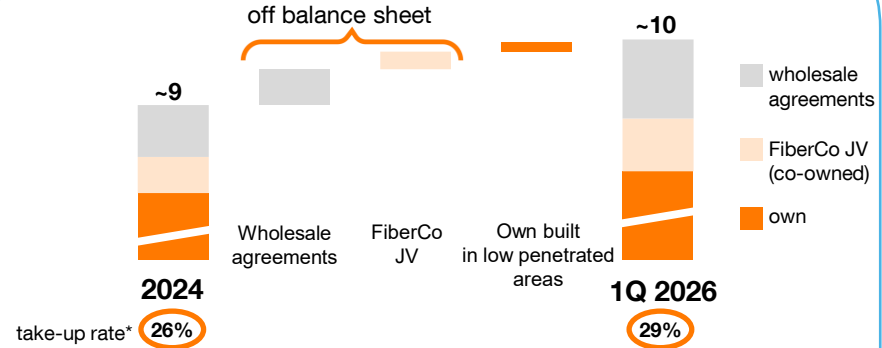 off balance sheet
~9
~10
wholesale
agreements
FiberCo JV
(co-owned)
own
Wholesale
agreements
FiberCo
JV
Own built
in low penetrated
areas
2024
1Q 2026
take-up rate*
26%
29%